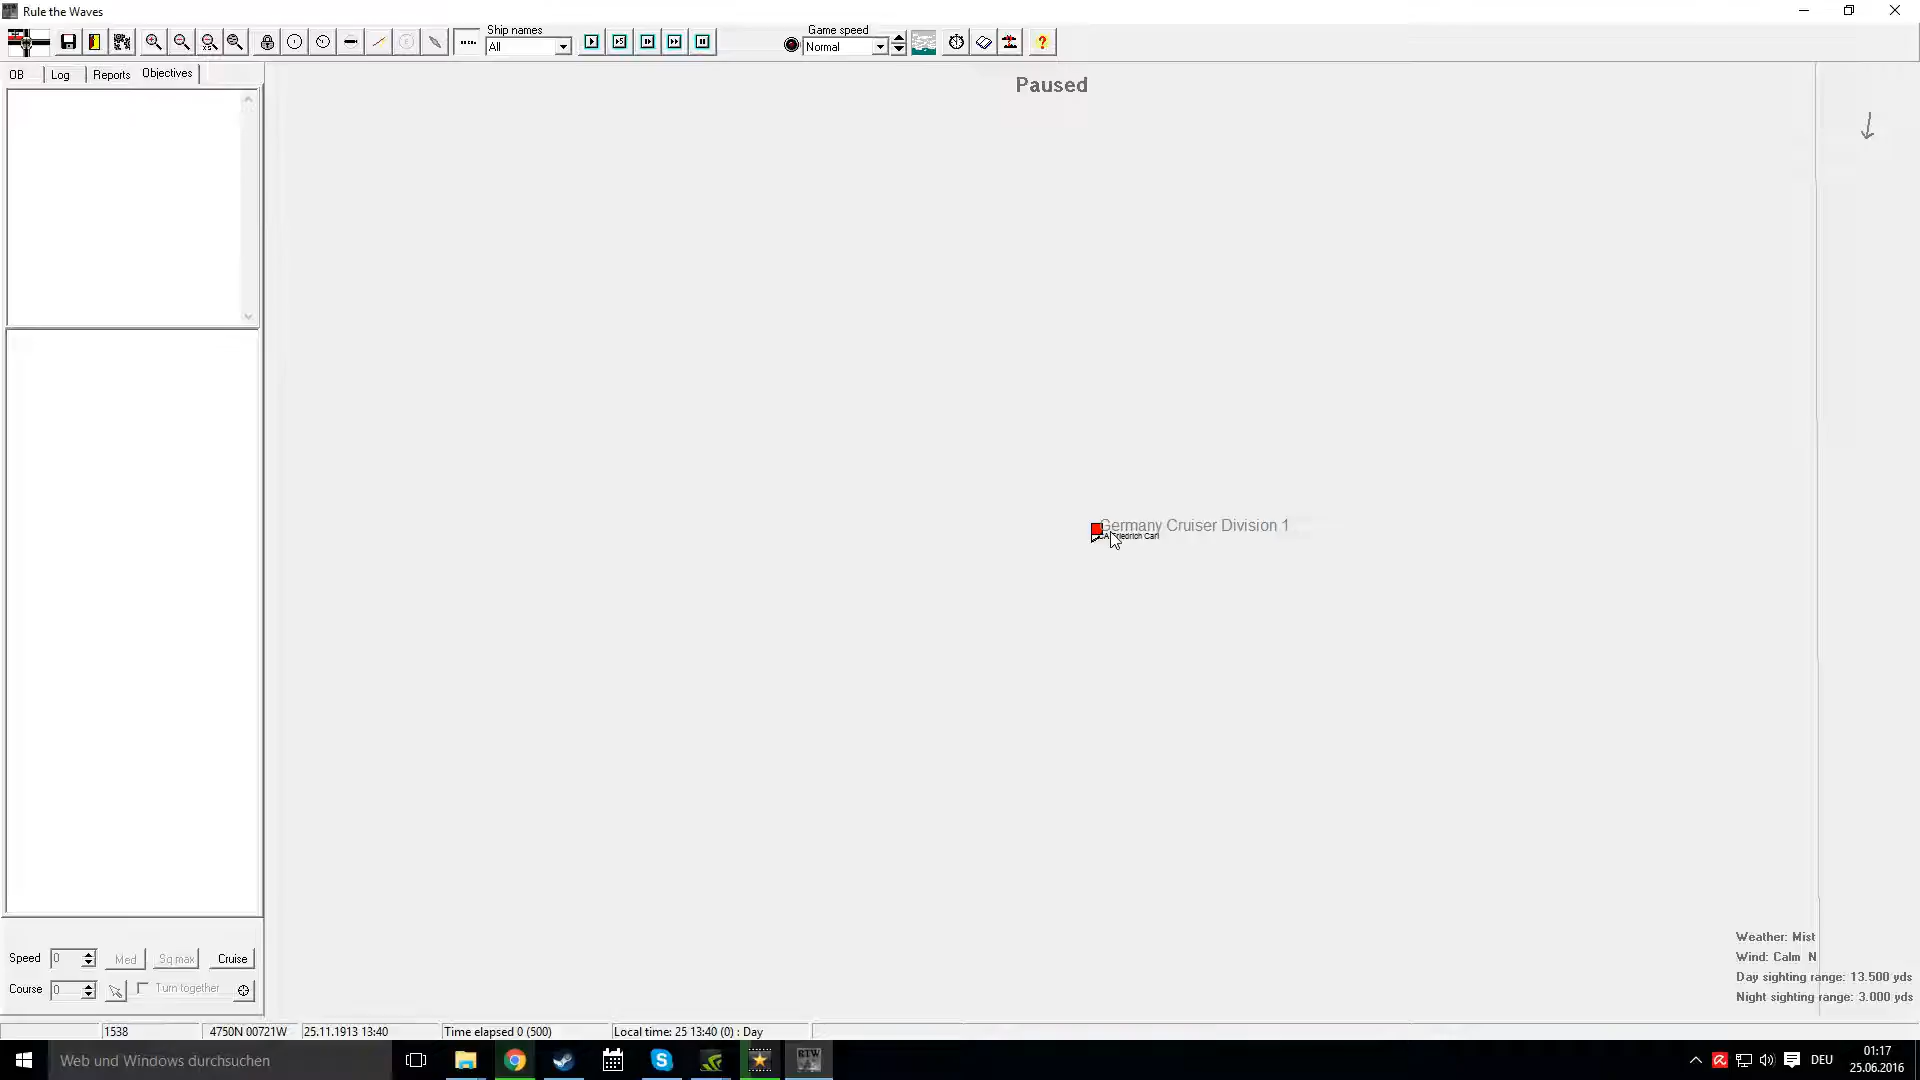 Rule the Waves
Ship names
All
Game speed
Normal
OB
Log
Reports
Objectives
Paused
Germany Cruiser Division 1
Friedrich Carl
Weather: Mist
Wind: Calm N
Day sighting range: 13.500 yds
Night sighting range: 3.000 yds
Speed
0
Med
Sq max
Cruise
Course
0
Turn together
1538
4750N 00721W
25.11.1913 13:40
Time elapsed 0 (500)
Local time: 25 13:40 (0) : Day
Web und Windows durchsuchen
RTW
DEU
01:17
25.06.2016